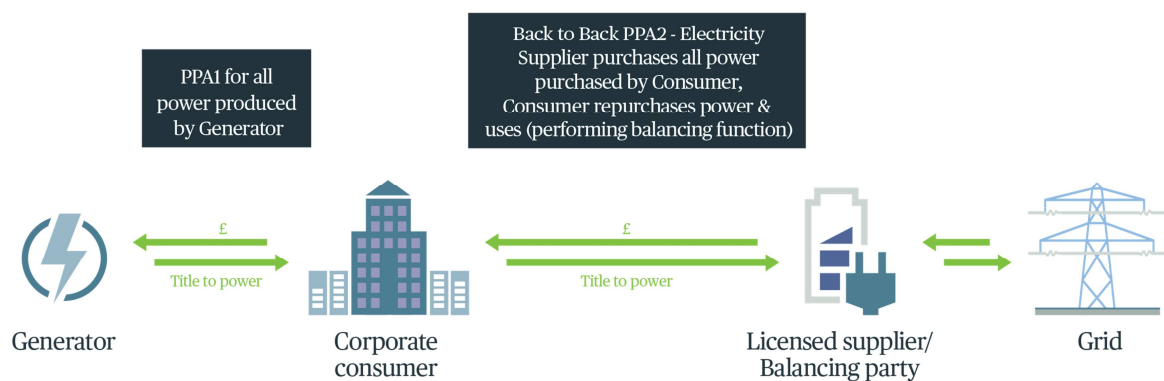 PPA1 for all
power produced
by Generator
Back to Back PPA2 - Electricity
Supplier purchases all power
purchased by Consumer,
Consumer repurchases power &
uses (performing balancing function)
£
Title to power
£
Title to power
Generator
Corporate
consumer
Licensed supplier/
Balancing party
Grid